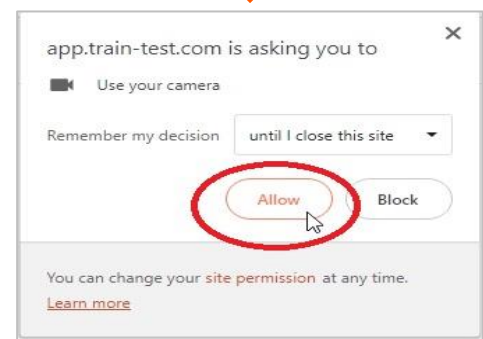 app.train-test.com is asking you to
Use your camera
Remember my decision until I close this site
Allow Block
You can change your site permission at any time.
Learn more